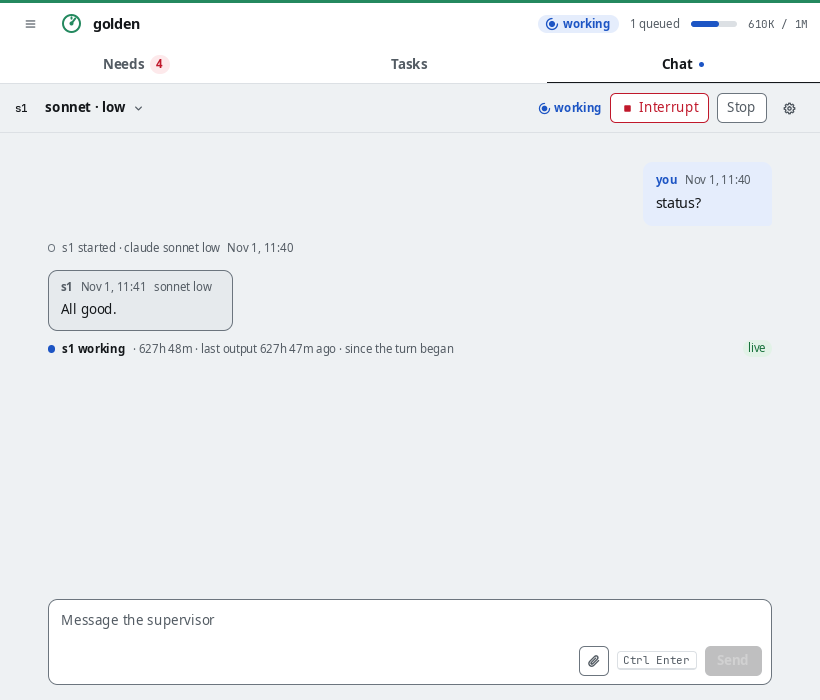 golden
working 1 queued 610K / 1M
Needs 4 Tasks Chat
s1 sonnet · low working Interrupt Stop
you Nov 1, 11:40
status?
s1 started · claude sonnet low Nov 1, 11:40
s1 Nov 1, 11:41 sonnet low
All good.
s1 working · 627h 48m · last output 627h 47m ago · since the turn began live
Message the supervisor
Ctrl Enter Send